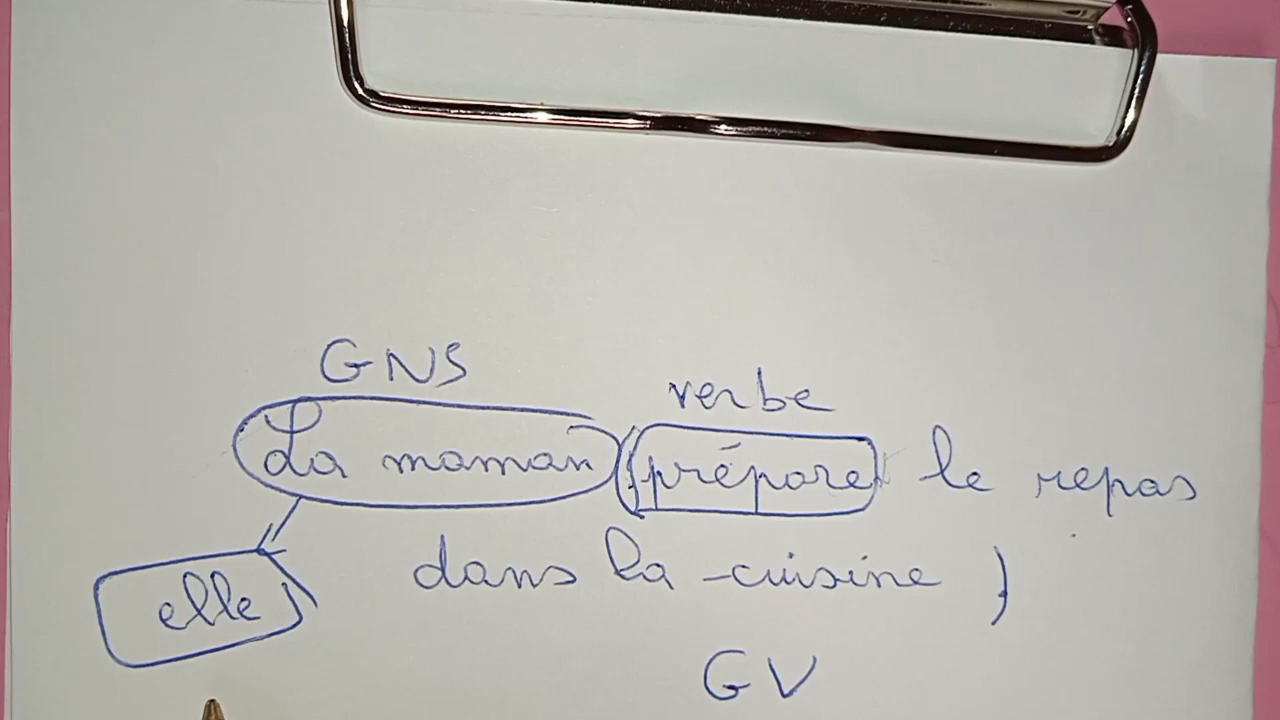 GNS
verbe
La maman (prépare le repas
dans la cuisine)
elle
GV